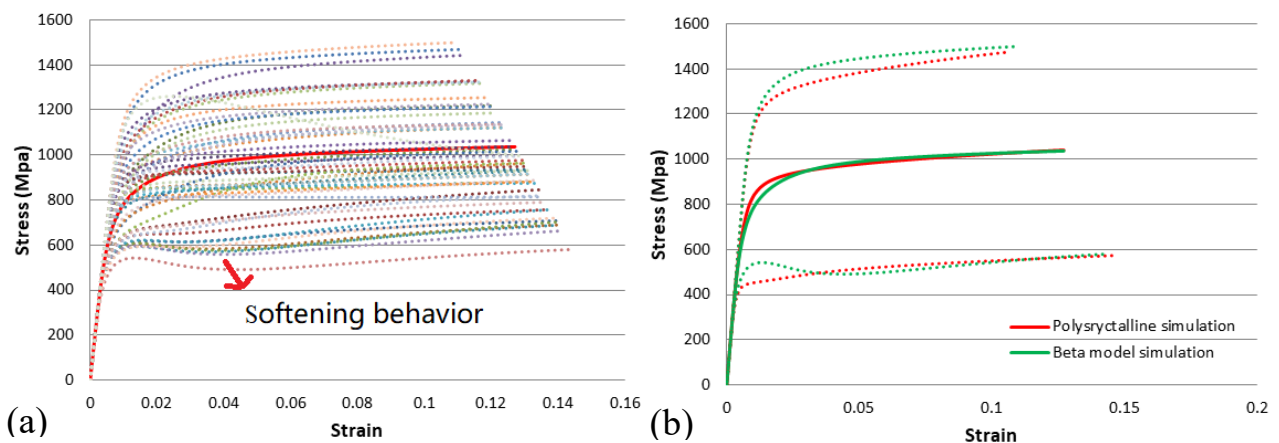 1600
1400
1200
1000
800
600
400
200
0
Stress (Mpa)
Softening behavior
0 0.02 0.04 0.06 0.08 0.1 0.12 0.14 0.16
Strain
(a)
1600
1400
1200
1000
800
600
400
200
0
Stress (Mpa)
Polysryctalline simulation
Beta model simulation
0 0.05 0.1 0.15 0.2
Strain
(b)